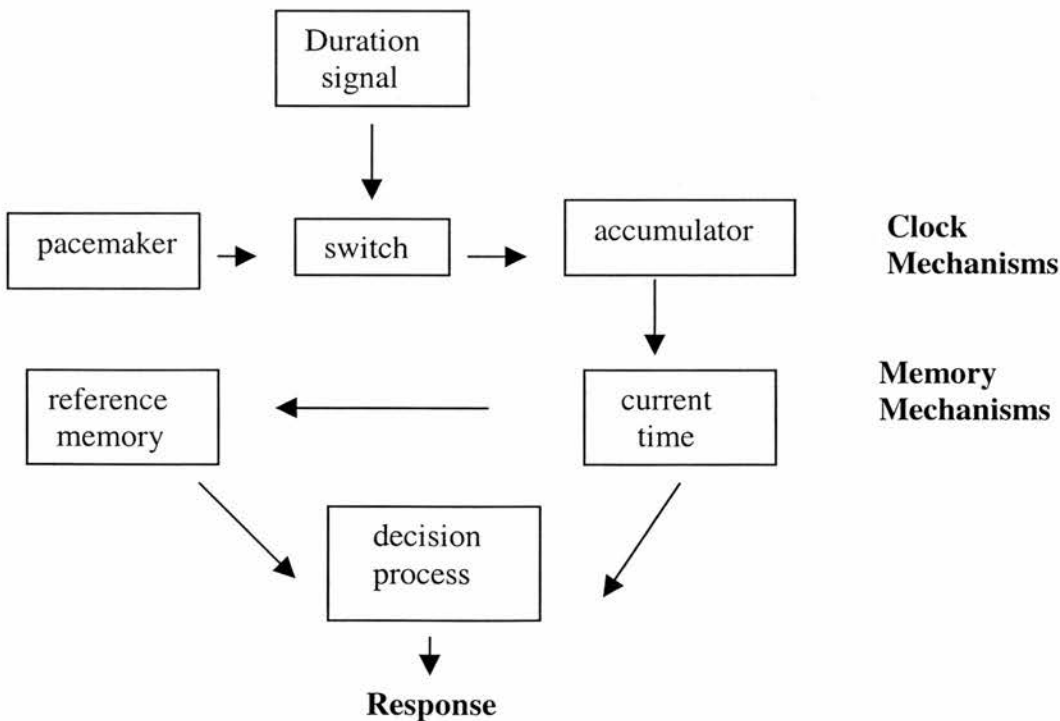 Duration
signal
pacemaker
switch
accumulator
Clock
Mechanisms
reference
memory
current
time
Memory
Mechanisms
decision
process
Response